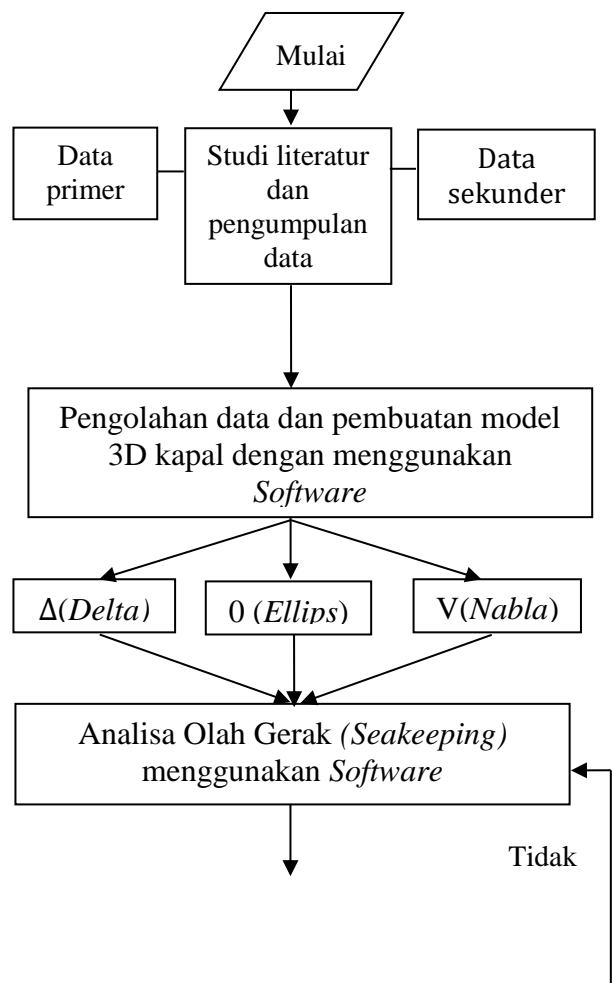 Mulai
Data
primer
Studi literatur
dan
pengumpulan
data
Data
sekunder
Pengolahan data dan pembuatan model
3D kapal dengan menggunakan
Software
Δ(Delta)
0 (Ellips)
V(Nabla)
Analisa Olah Gerak (Seakeeping)
menggunakan Software
Tidak